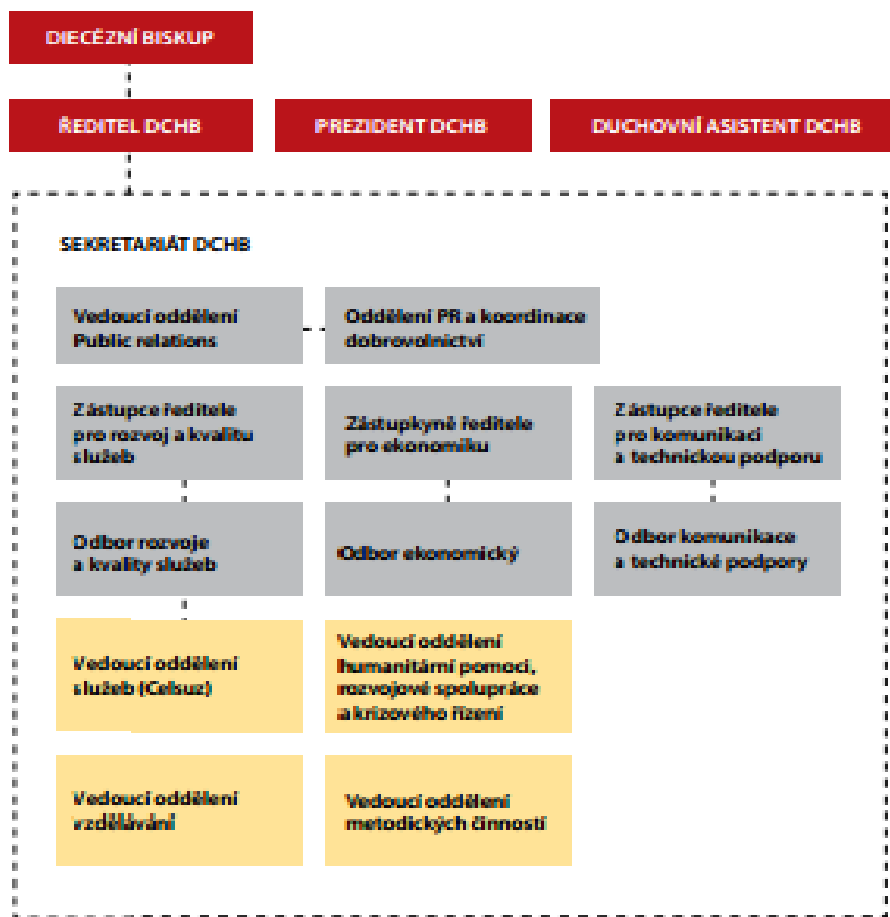 DIECÉZNÍ BISKUP
ŘEDITEL DCHB
PREZIDENT DCHB
DUCHOVNÍ ASISTENT DCHB
SEKRETARIÁT DCHB
Vedoucí oddělení
Public relations
Oddělení PR a koordinace
dobrovolnictví
Zástupce ředitele
pro rozvoj a kvalitu
služeb
Zástupkyně ředitele
pro ekonomiku
Zástupce ředitele
pro komunikaci
a technickou podporu
Odbor rozvoje
a kvality služeb
Odbor ekonomický
Odbor komunikace
a technické podpory
Vedoucí oddělení
služeb (Celsuz)
Vedoucí oddělení
humanitární pomoci,
rozvojové spolupráce
a krizového řízení
Vedoucí oddělení
vzdělávání
Vedoucí oddělení
metodických činností